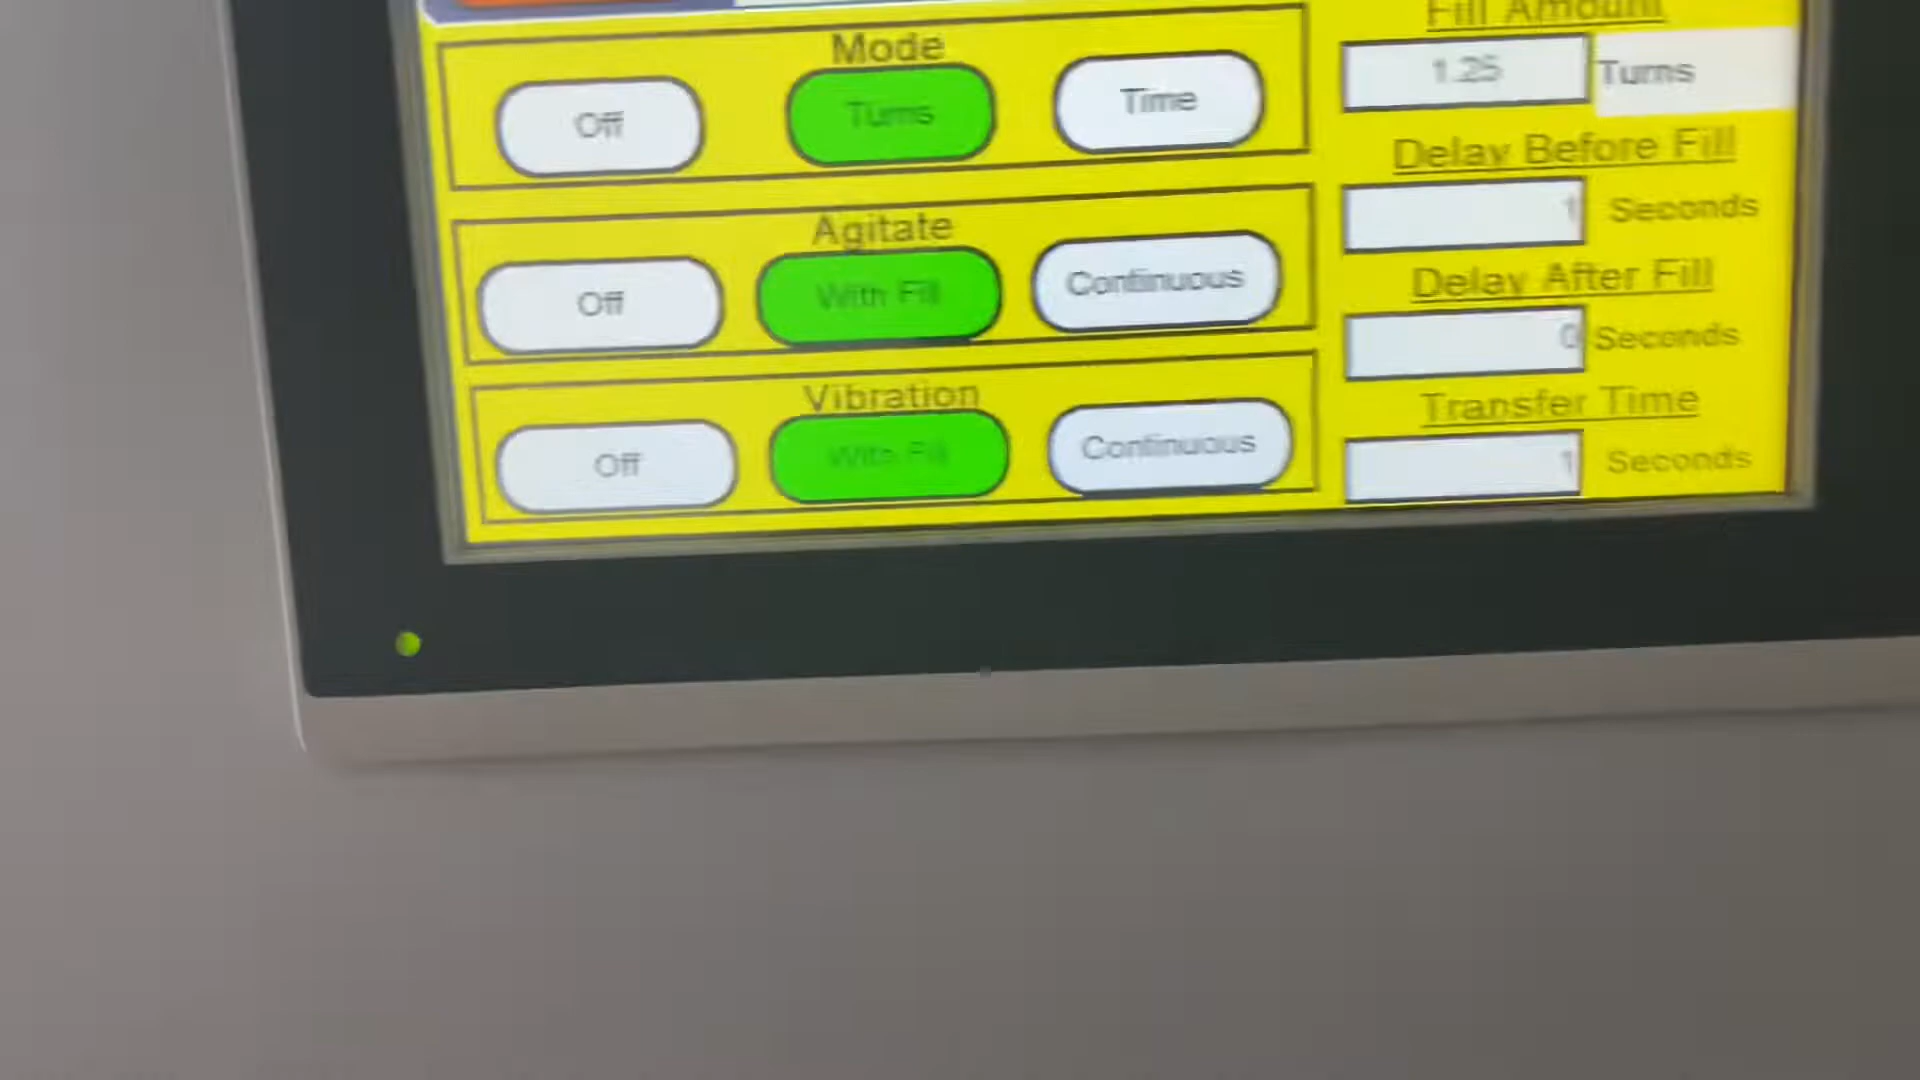 Mode
Off
Turns
Time
Agitate
Off
With Fill
Continuous
Vibration
Off
With Fill
Continuous
Fill Amount
1.25 Turns
Delay Before Fill
1 Seconds
Delay After Fill
0 Seconds
Transfer Time
1 Seconds